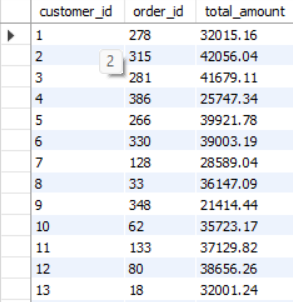 customer_id order_id total_amount
1 278 32015.16
2 315 42056.04
2
3 281 41679.11
4 386 25747.34
5 266 39921.78
6 330 39003.19
7 128 28589.04
8 33 36147.09
9 348 21414.44
10 62 35723.17
11 133 37129.82
12 80 38656.26
13 18 32001.24